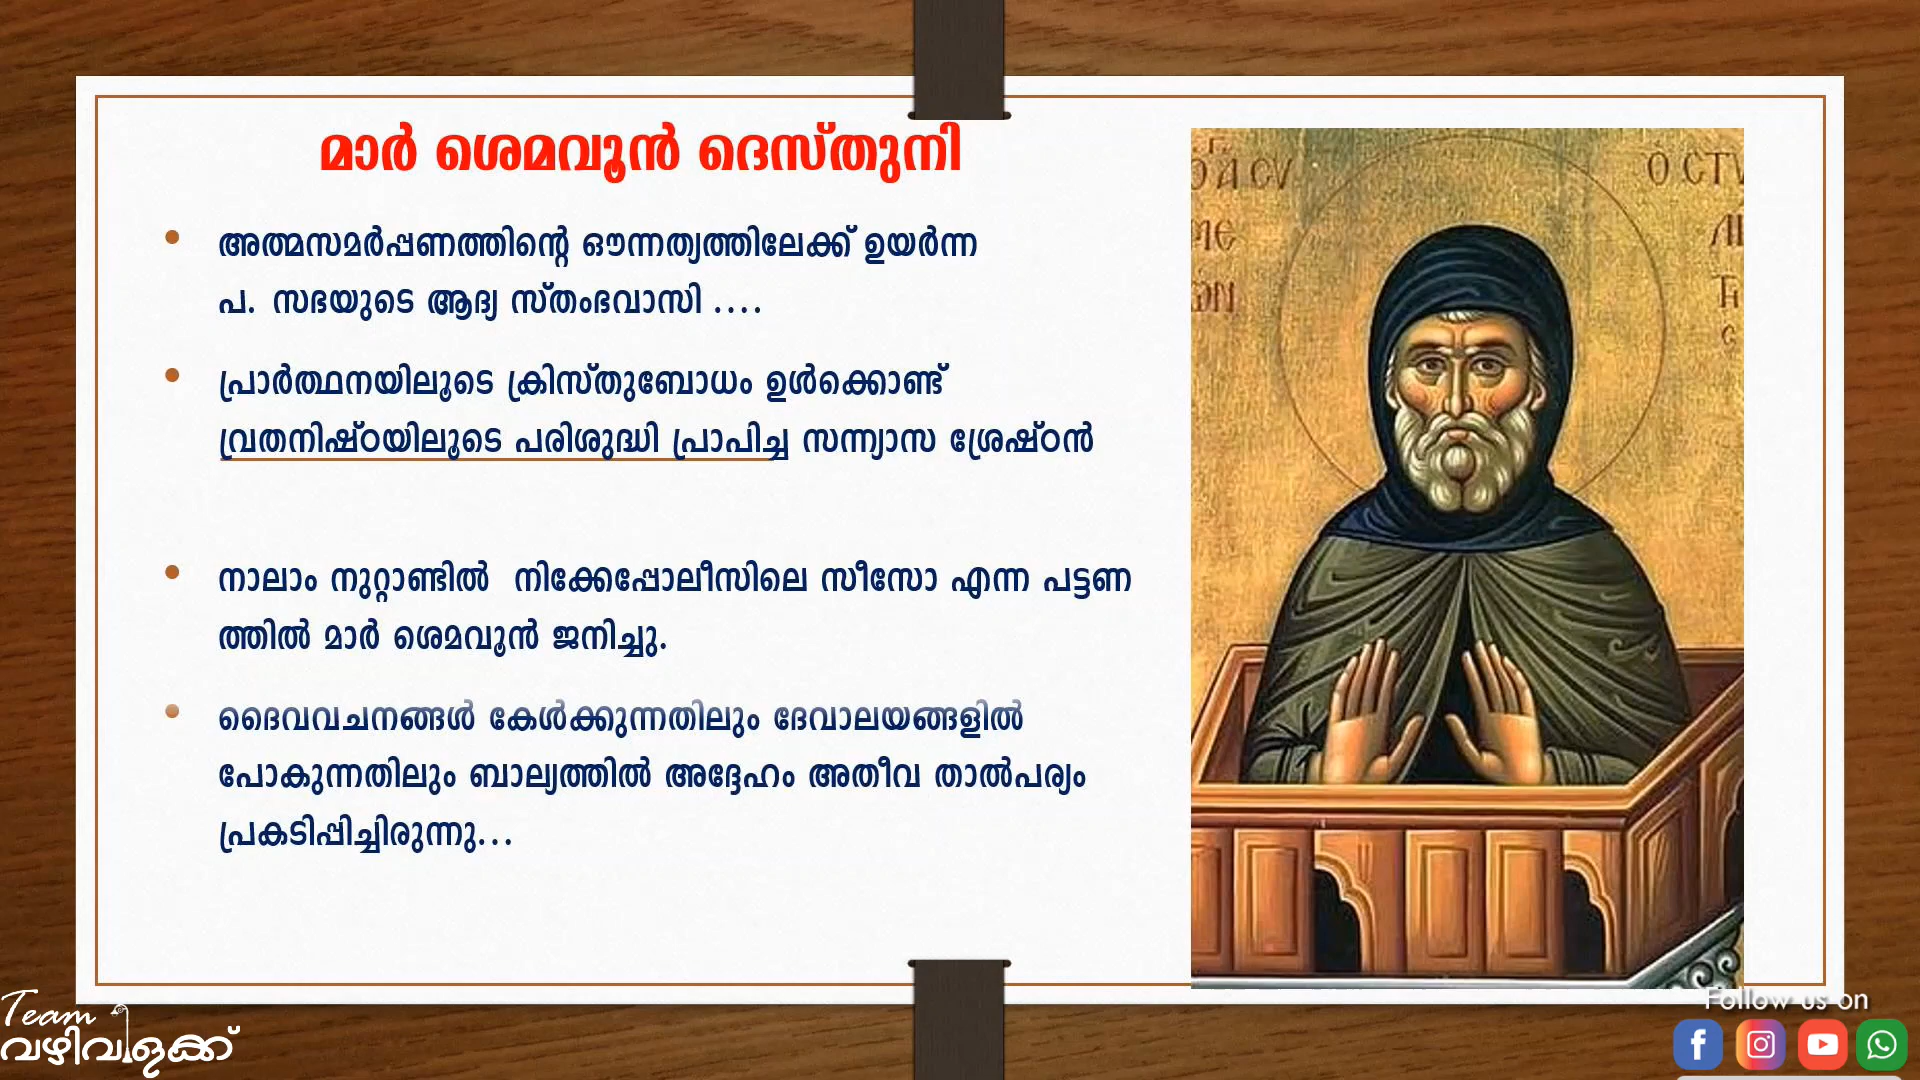 മാർ ശെമവൂൻ ദെസ്തുനി
അത്മസമർപ്പണത്തിന്റെ ഔന്നത്യത്തിലേക്ക് ഉയർന്ന
പ. സഭയുടെ ആദ്യ സ്തംഭവാസി ....
പ്രാർത്ഥനയിലൂടെ ക്രിസ്തുബോധം ഉൾക്കൊണ്ട്
വ്രതനിഷ്ഠയിലൂടെ പരിശുദ്ധി പ്രാപിച്ച സന്ന്യാസ ശ്രേഷ്ഠൻ
നാലാം നുറ്റാണ്ടിൽ നിക്കേപ്പോലീസിലെ സീസോ എന്ന പട്ടണ
ത്തിൽ മാർ ശെമവൂൻ ജനിച്ചു.
ദൈവവചനങ്ങൾ കേൾക്കുന്നതിലും ദേവാലയങ്ങളിൽ
പോകുന്നതിലും ബാല്യത്തിൽ അദ്ദേഹം അതീവ താൽപര്യം
പ്രകടിപ്പിച്ചിരുന്നു...
Team
വഴിവിളക്ക്
Follow us on